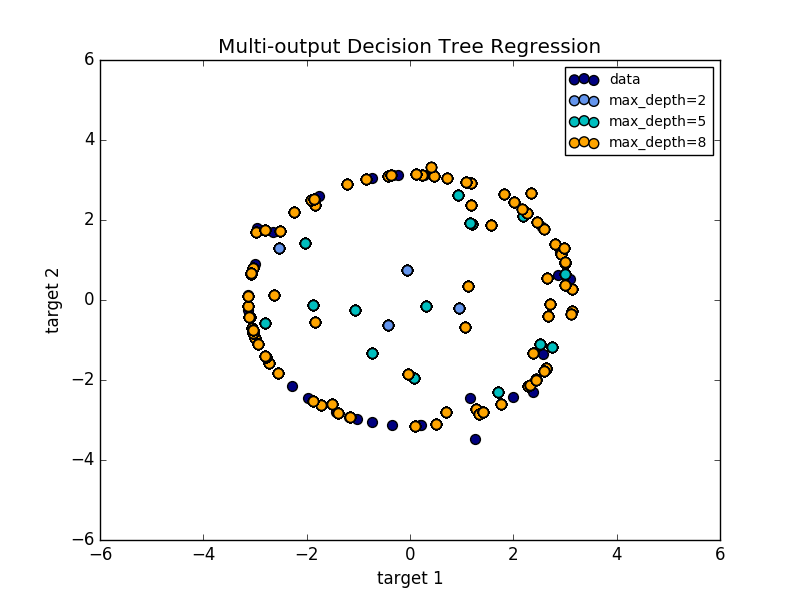 Multi-output Decision Tree Regression
data
max_depth=2
max_depth=5
max_depth=8
6
4
2
0
−2
−4
−6
target 2
−6 −4 −2 0 2 4 6
target 1